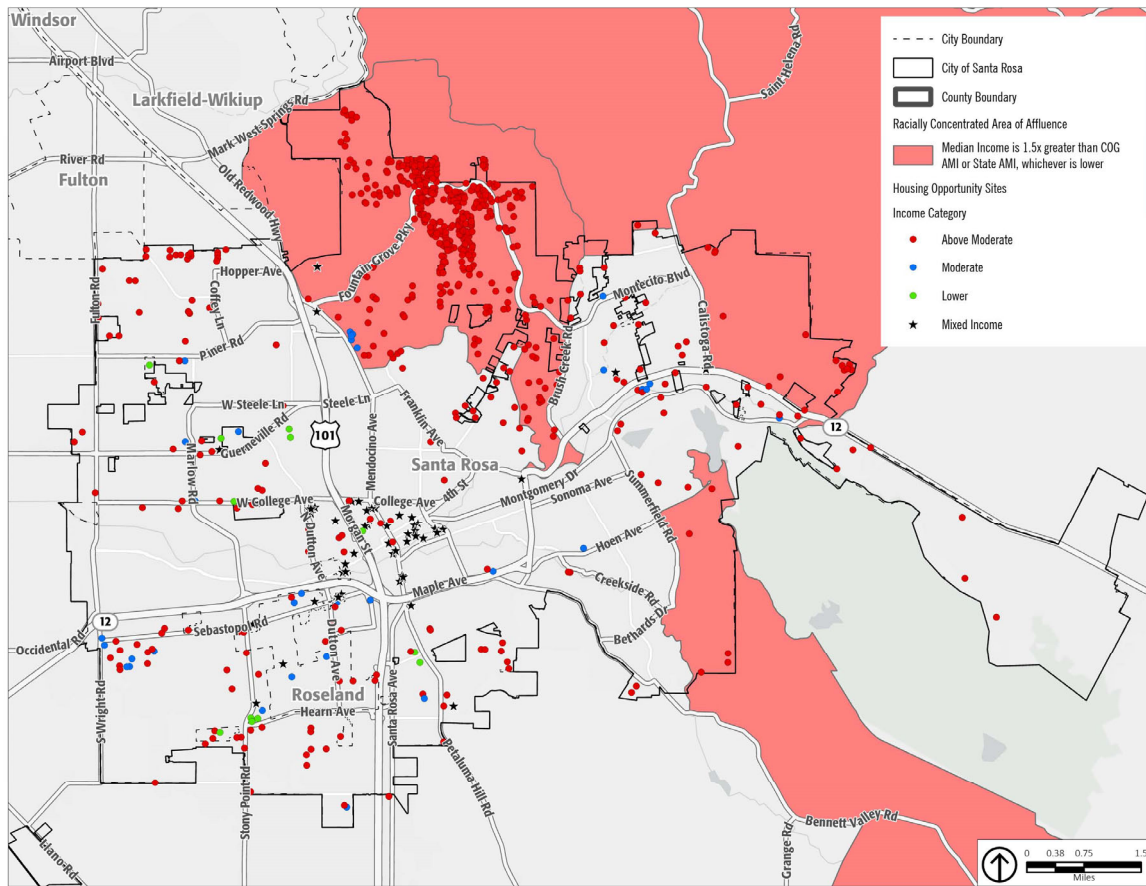 Windsor
Airport Blvd
Larkfield-Wikiup
Mark West Springs Rd
River Rd
Fulton
Old Redwood Hwy
Saint Helena Rd
Fountain Grove Pky
Hopper Ave
Fulton Rd
Coffey Ln
Piner Rd
Montecito Blvd
Calistoga Rd
Brush Creek Rd
W Steele Ln
Steele Ln
Franklin Ave
Guerneville Rd
101
Mendocino Ave
Marlow Rd
Santa Rosa
12
W College Ave
College Ave
4th St
Montgomery Dr
Sonoma Ave
Summerfield Rd
N Dutton Ave
Morgan St
Hoen Ave
Maple Ave
Creekside Rd
Bethards Dr
Occidental Rd
12
Sebastopol Rd
Dutton Ave
Roseland
Hearn Ave
S Wright Rd
Santa Rosa Ave
Stony Point Rd
Petaluma Hill Rd
Llano Rd
Grange Rd
Bennett Valley Rd
City Boundary
City of Santa Rosa
County Boundary
Racially Concentrated Area of Affluence
Median Income is 1.5x greater than COG
AMI or State AMI, whichever is lower
Housing Opportunity Sites
Income Category
Above Moderate
Moderate
Lower
Mixed Income
0 0.38 0.75 1.5
Miles